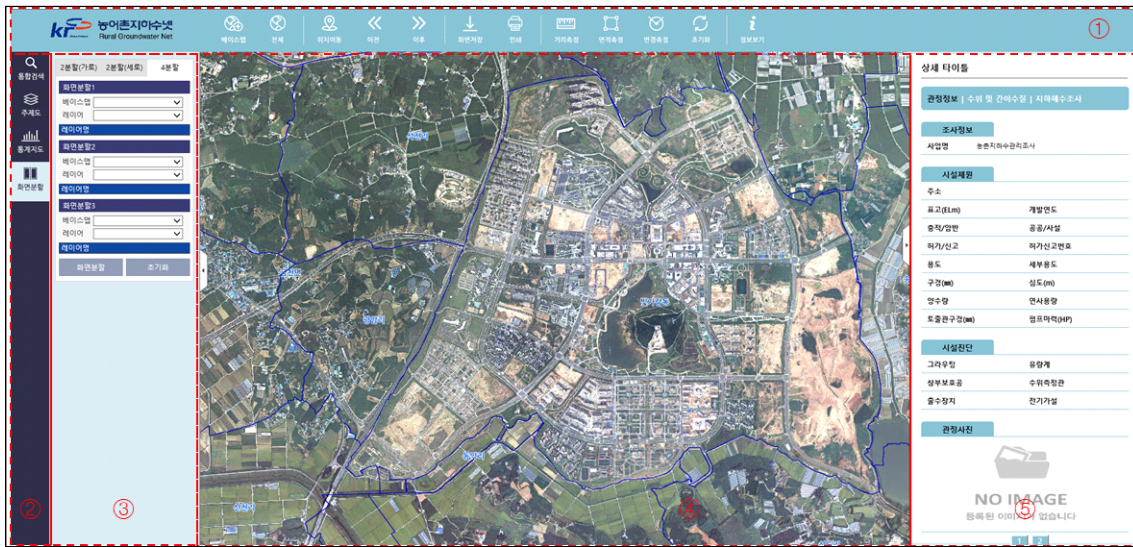 농어촌지하수넷
Rural Groundwater Net
베이스맵 전체 위치이동 이전 이후 화면저장 인쇄 거리측정 면적측정 반경측정 초기화 정보보기
①
통합검색
주제도
통계지도
화면분할
②
2분할(가로) 2분할(세로) 4분할
화면분할1
베이스맵
레이어
레이어명
화면분할2
베이스맵
레이어
레이어명
화면분할3
베이스맵
레이어
레이어명
화면분할 초기화
③
④
상세 타이틀
관정정보 | 수위 및 간이수질 | 지하해수조사
조사정보
사업명 농촌지하수관리조사
시설제원
주소
표고(ELm) 개발연도
충적/암반 공공/사설
허가/신고 허가신고번호
용도 세부용도
구경(㎜) 심도(m)
양수량 연사용량
토출관구경(㎜) 펌프마력(HP)
시설진단
그라우팅 유량계
상부보호공 수위측정관
출수장치 전기가설
관정사진
NO IMAGE
등록된 이미지가 없습니다
⑤
1 2